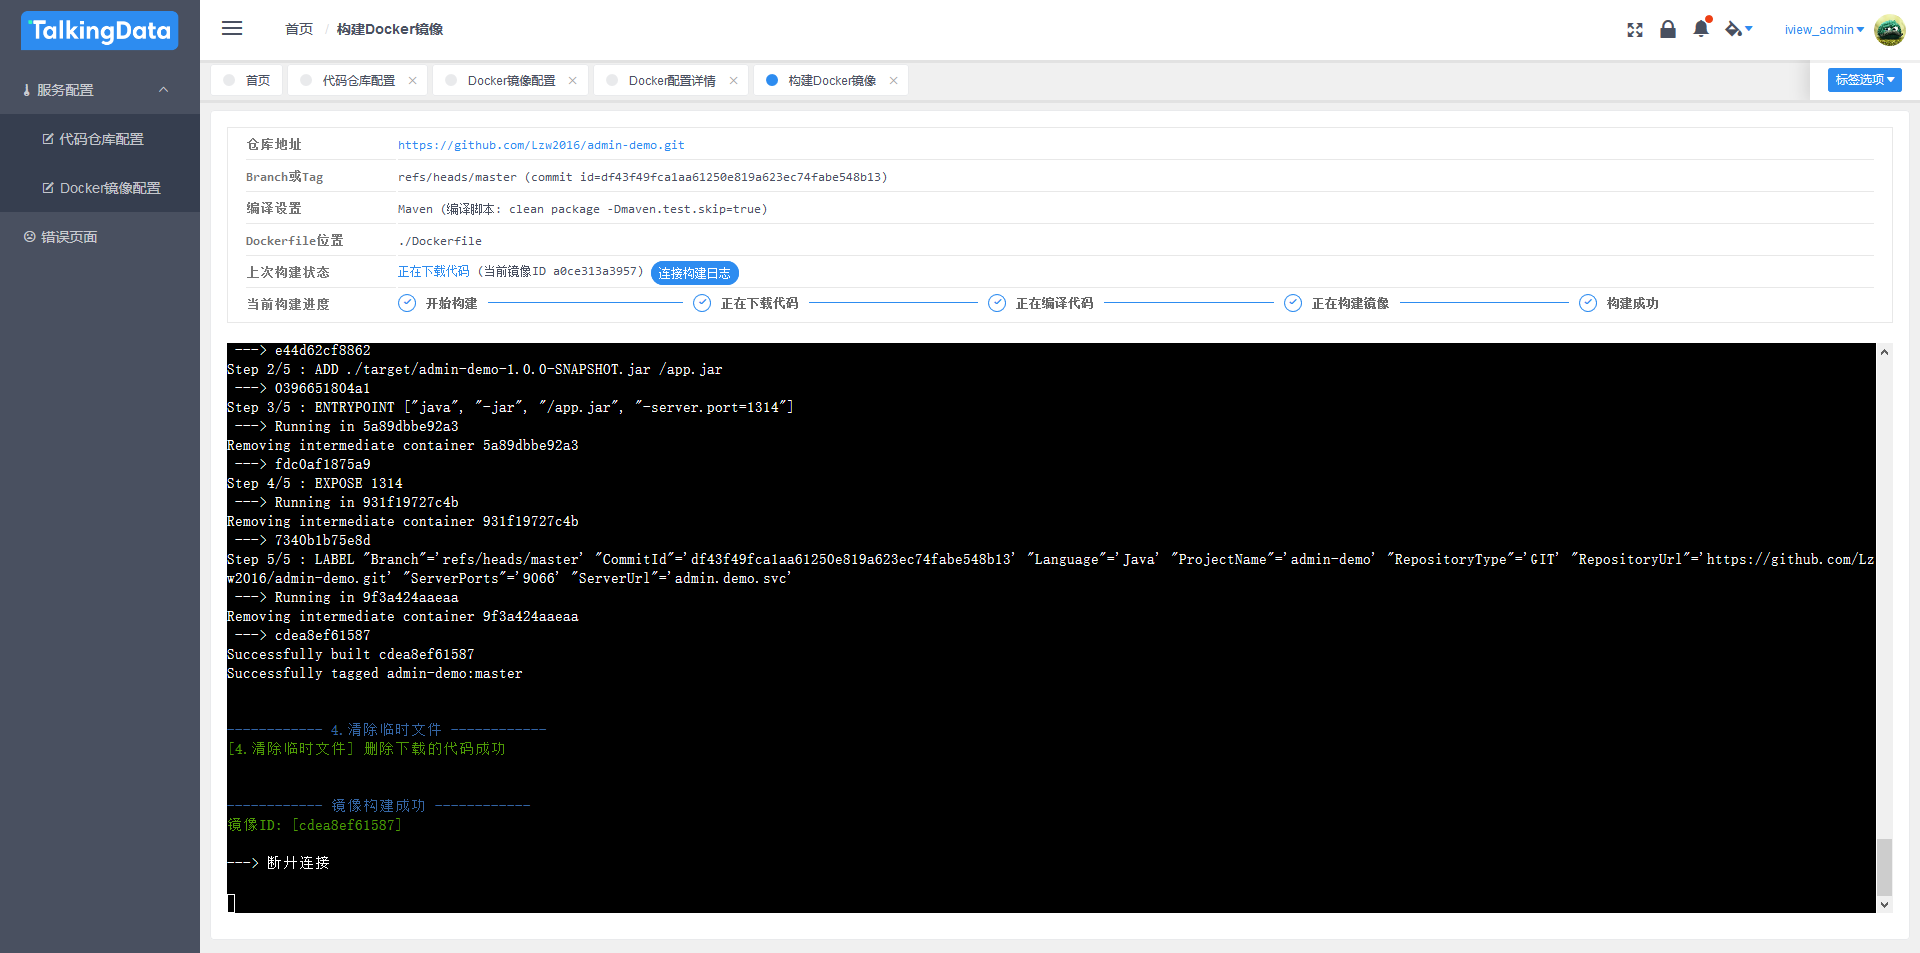 TalkingData
首页 / 构建Docker镜像
iview_admin
服务配置
代码仓库配置
Docker镜像配置
错误页面
首页
代码仓库配置
Docker镜像配置
Docker配置详情
构建Docker镜像
标签选项
仓库地址 https://github.com/Lzw2016/admin-demo.git
Branch或Tag refs/heads/master (commit id=df43f49fca1aa61250e819a623ec74fabe548b13)
编译设置 Maven (编译脚本: clean package -Dmaven.test.skip=true)
Dockerfile位置 ./Dockerfile
上次构建状态 正在下载代码 (当前镜像ID a0ce313a3957) 连接构建日志
当前构建进度 开始构建 正在下载代码 正在编译代码 正在构建镜像 构建成功
---> e44d62cf8862
Step 2/5 : ADD ./target/admin-demo-1.0.0-SNAPSHOT.jar /app.jar
---> 0396651804a1
Step 3/5 : ENTRYPOINT ["java", "-jar", "/app.jar", "-server.port=1314"]
---> Running in 5a89dbbe92a3
Removing intermediate container 5a89dbbe92a3
---> fdc0af1875a9
Step 4/5 : EXPOSE 1314
---> Running in 931f19727c4b
Removing intermediate container 931f19727c4b
---> 7340b1b75e8d
Step 5/5 : LABEL "Branch"='refs/heads/master' "CommitId"='df43f49fca1aa61250e819a623ec74fabe548b13' "Language"='Java' "ProjectName"='admin-demo' "RepositoryType"='GIT' "RepositoryUrl"='https://github.com/Lz
w2016/admin-demo.git' "ServerPorts"='9066' "ServerUrl"='admin.demo.svc'
---> Running in 9f3a424aaeaa
Removing intermediate container 9f3a424aaeaa
---> cdea8ef61587
Successfully built cdea8ef61587
Successfully tagged admin-demo:master
------------ 4.清除临时文件 ------------
[4.清除临时文件] 删除下载的代码成功
------------ 镜像构建成功 ------------
镜像ID: [cdea8ef61587]
---> 断开连接